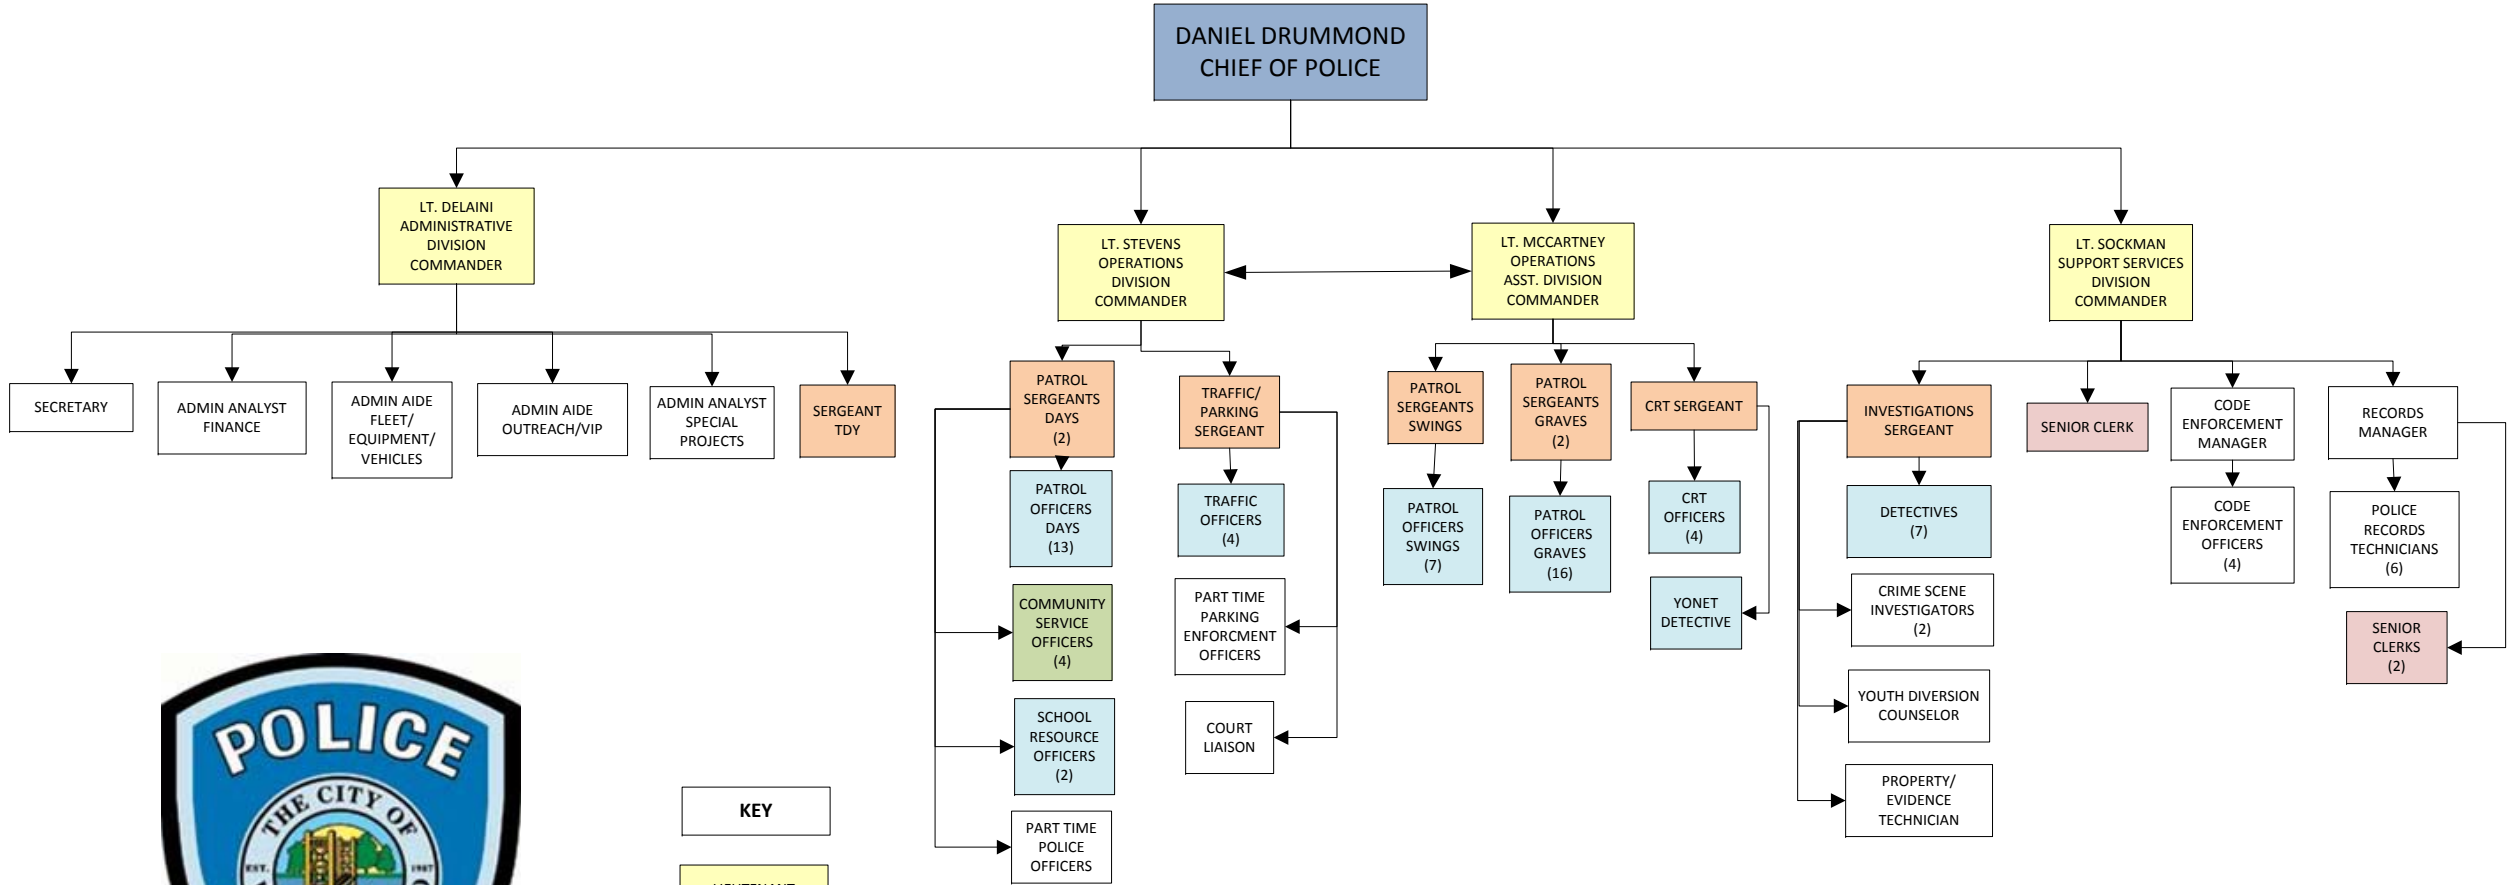 DANIEL DRUMMOND
CHIEF OF POLICE
LT. DELAINI
ADMINISTRATIVE
DIVISION
COMMANDER
LT. STEVENS
OPERATIONS
DIVISION
COMMANDER
LT. MCCARTNEY
OPERATIONS
ASST. DIVISION
COMMANDER
LT. SOCKMAN
SUPPORT SERVICES
DIVISION
COMMANDER
SECRETARY
ADMIN ANALYST
FINANCE
ADMIN AIDE
FLEET/
EQUIPMENT/
VEHICLES
ADMIN AIDE
OUTREACH/VIP
ADMIN ANALYST
SPECIAL
PROJECTS
SERGEANT
TDY
PATROL
SERGEANTS
DAYS
(2)
TRAFFIC/
PARKING
SERGEANT
PATROL
SERGEANTS
SWINGS
PATROL
SERGEANTS
GRAVES
(2)
CRT SERGEANT
INVESTIGATIONS
SERGEANT
SENIOR CLERK
CODE
ENFORCEMENT
MANAGER
RECORDS
MANAGER
PATROL
OFFICERS
DAYS
(13)
TRAFFIC
OFFICERS
(4)
PATROL
OFFICERS
SWINGS
(7)
PATROL
OFFICERS
GRAVES
(16)
CRT
OFFICERS
(4)
DETECTIVES
(7)
CODE
ENFORCEMENT
OFFICERS
(4)
POLICE
RECORDS
TECHNICIANS
(6)
COMMUNITY
SERVICE
OFFICERS
(4)
PART TIME
PARKING
ENFORCMENT
OFFICERS
YONET
DETECTIVE
CRIME SCENE
INVESTIGATORS
(2)
SENIOR
CLERKS
(2)
SCHOOL
RESOURCE
OFFICERS
(2)
COURT
LIAISON
YOUTH DIVERSION
COUNSELOR
PROPERTY/
EVIDENCE
TECHNICIAN
PART TIME
POLICE
OFFICERS
POLICE
THE CITY OF
EST. 1987
KEY